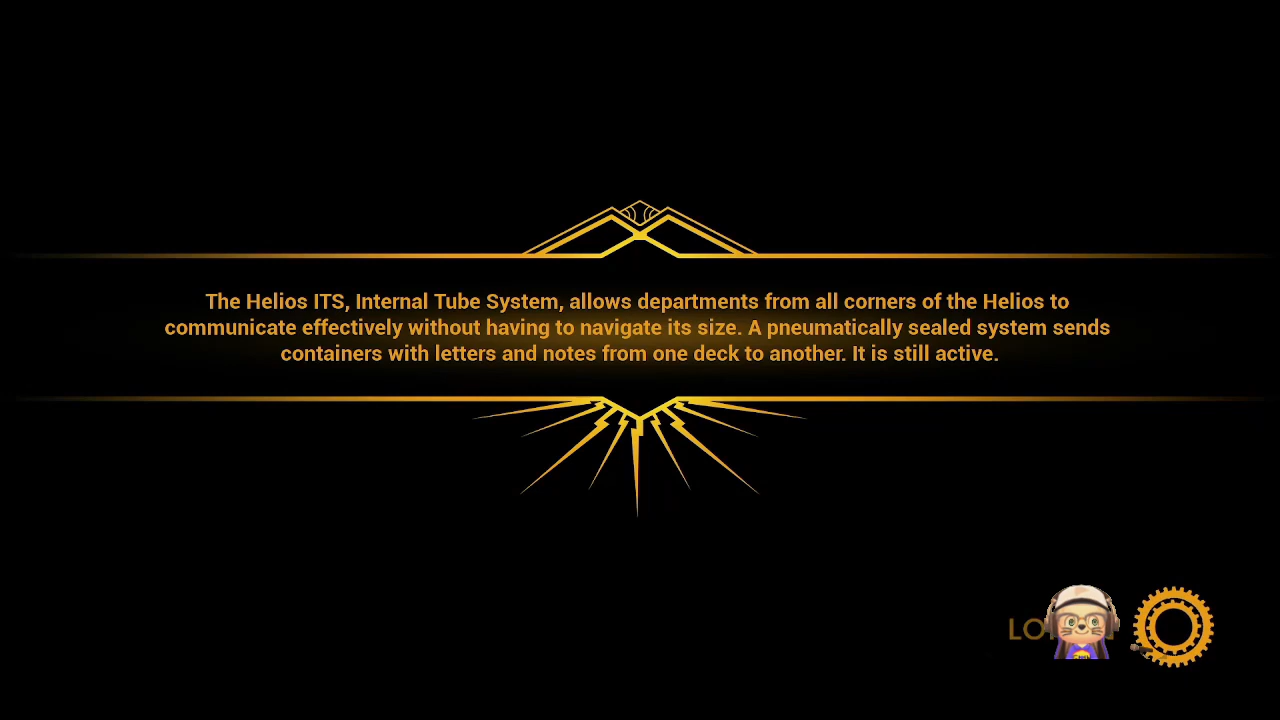 The Helios ITS, Internal Tube System, allows departments from all corners of the Helios to
communicate effectively without having to navigate its size. A pneumatically sealed system sends
containers with letters and notes from one deck to another. It is still active.